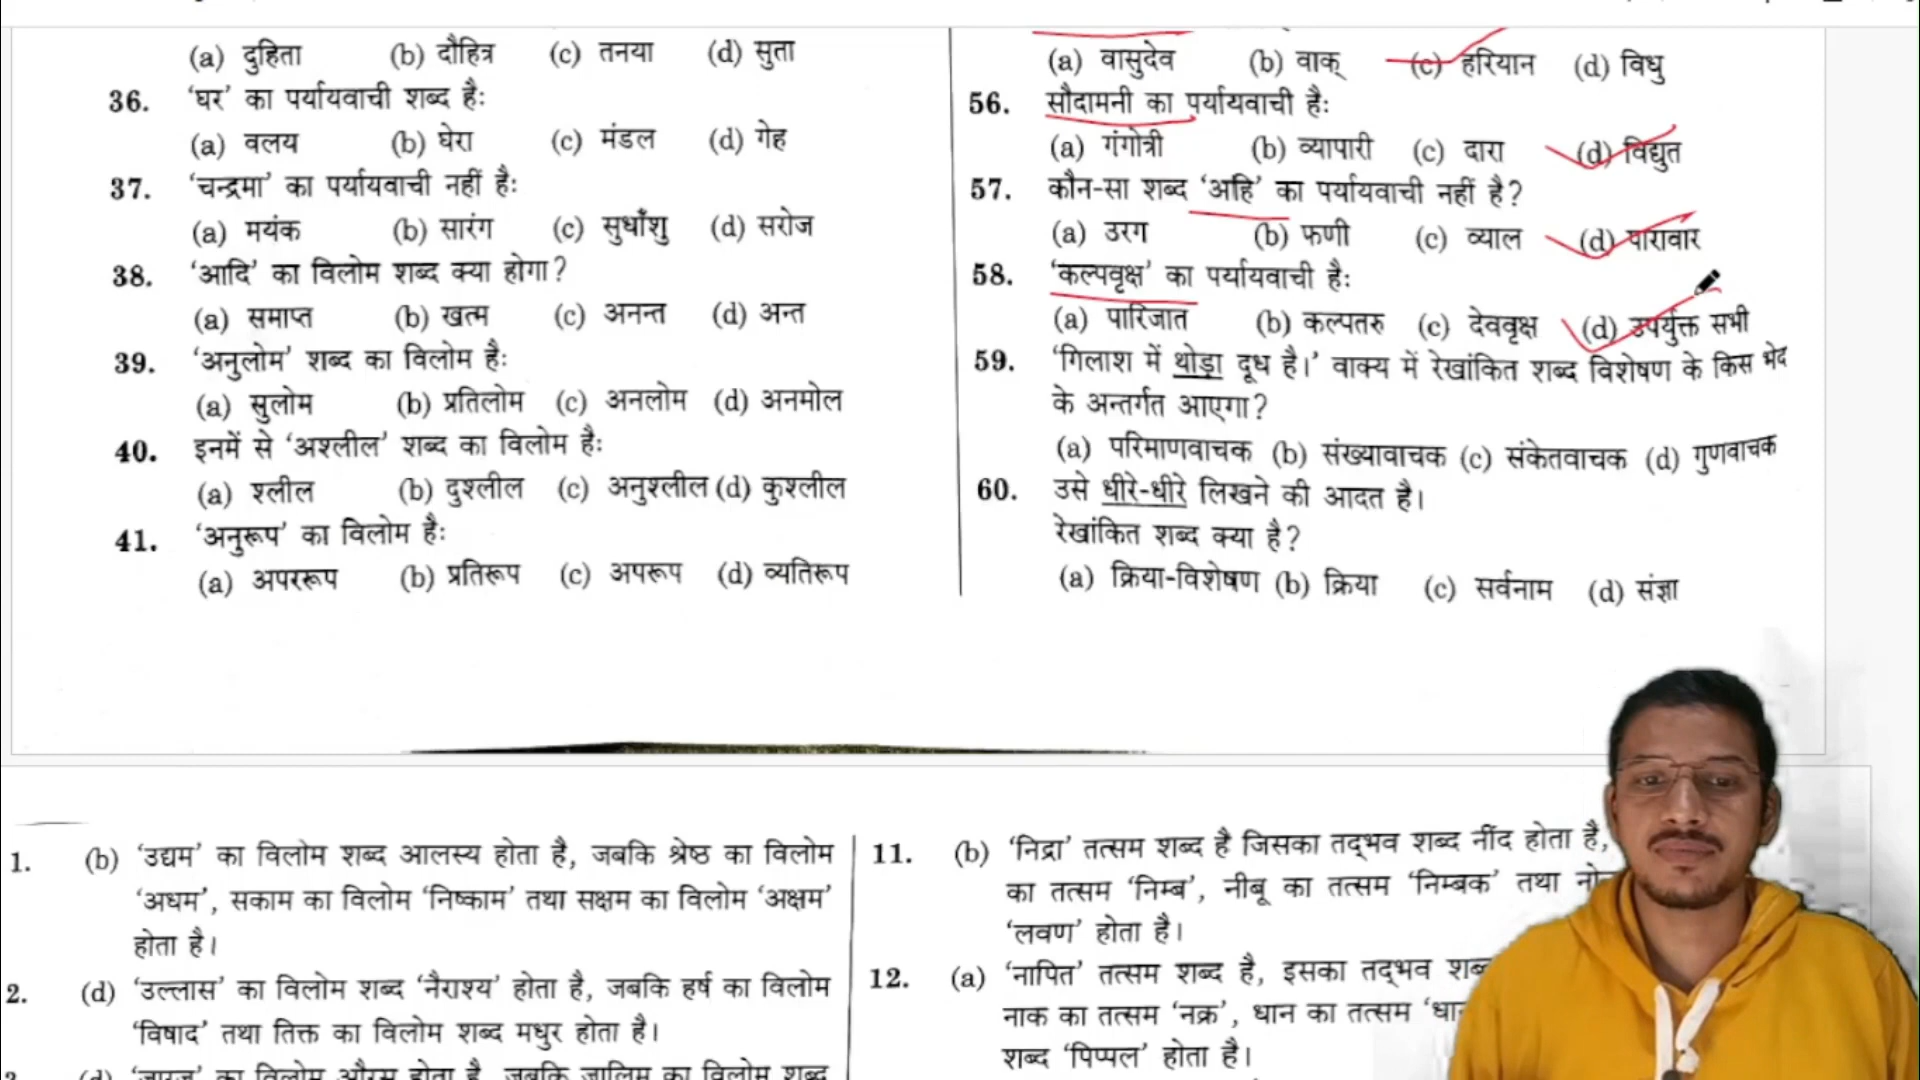 (a) दुहिता (b) दौहित्र (c) तनया (d) सुता
36. ‘घर’ का पर्यायवाची शब्द हैः
(a) वलय (b) घेरा (c) मंडल (d) गेह
37. ‘चन्द्रमा’ का पर्यायवाची नहीं हैः
(a) मयंक (b) सारंग (c) सुधाँशु (d) सरोज
38. ‘आदि’ का विलोम शब्द क्या होगा?
(a) समाप्त (b) खत्म (c) अनन्त (d) अन्त
39. ‘अनुलोम’ शब्द का विलोम हैः
(a) सुलोम (b) प्रतिलोम (c) अनलोम (d) अनमोल
40. इनमें से ‘अश्लील’ शब्द का विलोम हैः
(a) श्लील (b) दुश्लील (c) अनुश्लील (d) कुश्लील
41. ‘अनुरूप’ का विलोम हैः
(a) अपररूप (b) प्रतिरूप (c) अपरूप (d) व्यतिरूप
(a) वासुदेव (b) वाक् (c) हरियान (d) विधु
56. सौदामनी का पर्यायवाची हैः
(a) गंगोत्री (b) व्यापारी (c) दारा (d) विद्युत
57. कौन-सा शब्द ‘अहि’ का पर्यायवाची नहीं है?
(a) उरग (b) फणी (c) व्याल (d) पारावार
58. ‘कल्पवृक्ष’ का पर्यायवाची हैः
(a) पारिजात (b) कल्पतरु (c) देववृक्ष (d) उपर्युक्त सभी
59. ‘गिलाश में थोड़ा दूध है।’ वाक्य में रेखांकित शब्द विशेषण के किस भेद
के अन्तर्गत आएगा?
(a) परिमाणवाचक (b) संख्यावाचक (c) संकेतवाचक (d) गुणवाचक
60. उसे धीरे-धीरे लिखने की आदत है।
रेखांकित शब्द क्या है?
(a) क्रिया-विशेषण (b) क्रिया (c) सर्वनाम (d) संज्ञा
1. (b) ‘उद्यम’ का विलोम शब्द आलस्य होता है, जबकि श्रेष्ठ का विलोम
‘अधम’, सकाम का विलोम ‘निष्काम’ तथा सक्षम का विलोम ‘अक्षम’
होता है।
2. (d) ‘उल्लास’ का विलोम शब्द ‘नैराश्य’ होता है, जबकि हर्ष का विलोम
‘विषाद’ तथा तिक्त का विलोम शब्द मधुर होता है।
का विलोम औरस होता है, जबकि जालिम का विलोम शब्द
11. (b) ‘निद्रा’ तत्सम शब्द है जिसका तद्भव शब्द नींद होता है,
का तत्सम ‘निम्ब’, नीबू का तत्सम ‘निम्बक’ तथा
‘लवण’ होता है।
12. (a) ‘नापित’ तत्सम शब्द है, इसका तद्भव
नाक का तत्सम ‘नक्र’, धान का तत्सम
शब्द ‘पिप्पल’ होता है।